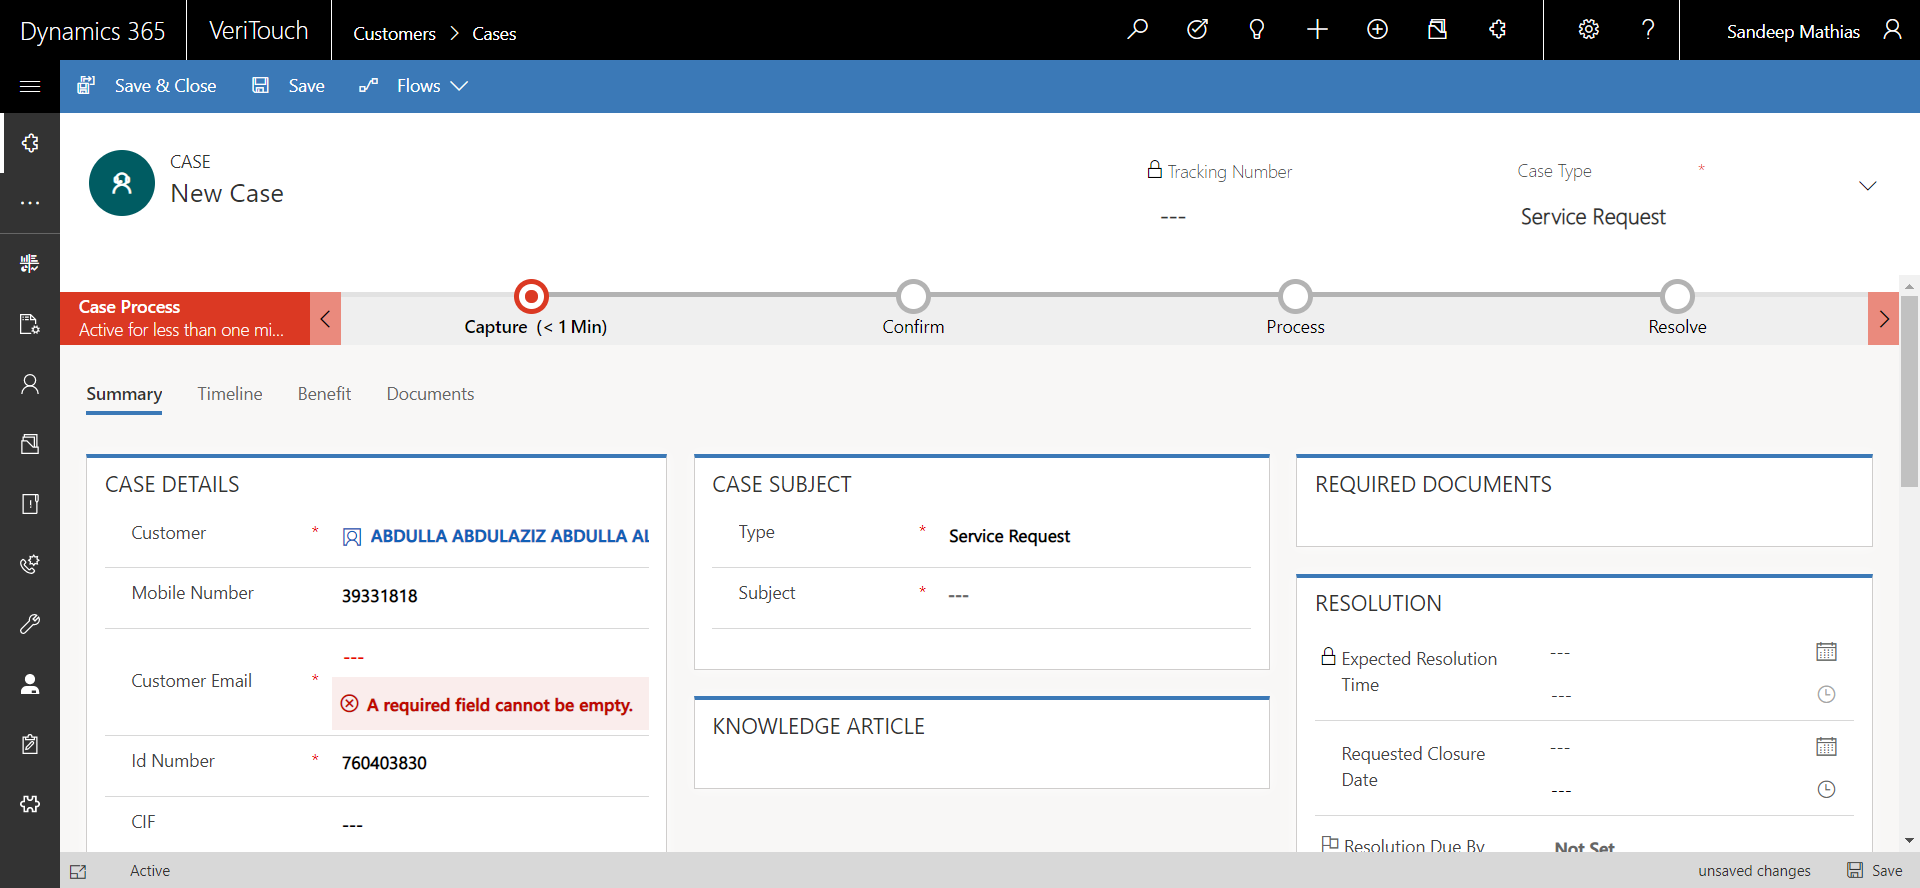 Dynamics 365
VeriTouch
Customers > Cases
Sandeep Mathias
Save & Close
Save
Flows
CASE
New Case
Tracking Number
---
Case Type *
Service Request
Case Process
Active for less than one mi...
Capture (< 1 Min)
Confirm
Process
Resolve
Summary
Timeline
Benefit
Documents
CASE DETAILS
Customer * ABDULLA ABDULAZIZ ABDULLA AL
Mobile Number 39331818
---
Customer Email *
A required field cannot be empty.
Id Number * 760403830
CIF ---
CASE SUBJECT
Type * Service Request
Subject * ---
KNOWLEDGE ARTICLE
REQUIRED DOCUMENTS
RESOLUTION
Expected Resolution
Time
---
---
Requested Closure
Date
---
---
Resolution Due By Not Set
Active
unsaved changes
Save